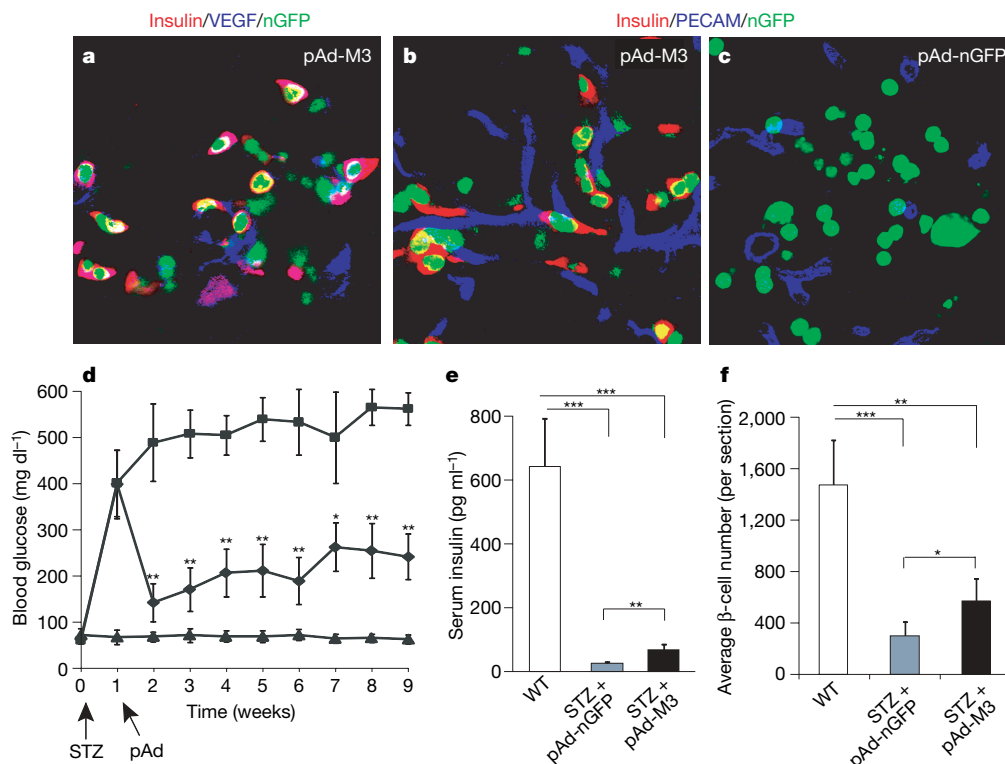 Insulin/VEGF/nGFP
Insulin/PECAM/nGFP
a
pAd-M3
b
pAd-M3
c
pAd-nGFP
d
Blood glucose (mg dl⁻¹)
600
500
400
300
200
100
0
**
**
**
**
**
*
**
**
0 1 2 3 4 5 6 7 8 9
Time (weeks)
STZ
pAd
e
Serum insulin (pg ml⁻¹)
800
600
400
200
0
***
***
**
WT
STZ +
pAd-nGFP
STZ +
pAd-M3
f
Average β-cell number (per section)
2,000
1,600
1,200
800
400
0
**
***
*
WT
STZ +
pAd-nGFP
STZ +
pAd-M3